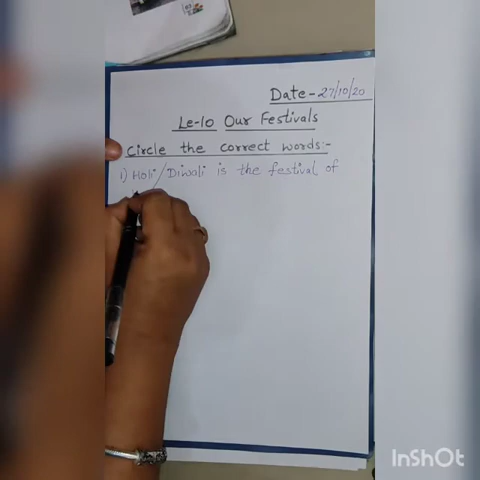 Date-27/10/20
Le-10 Our Festivals
Circle the correct words:-
1) Holi/Diwali is the festival of
InShOt